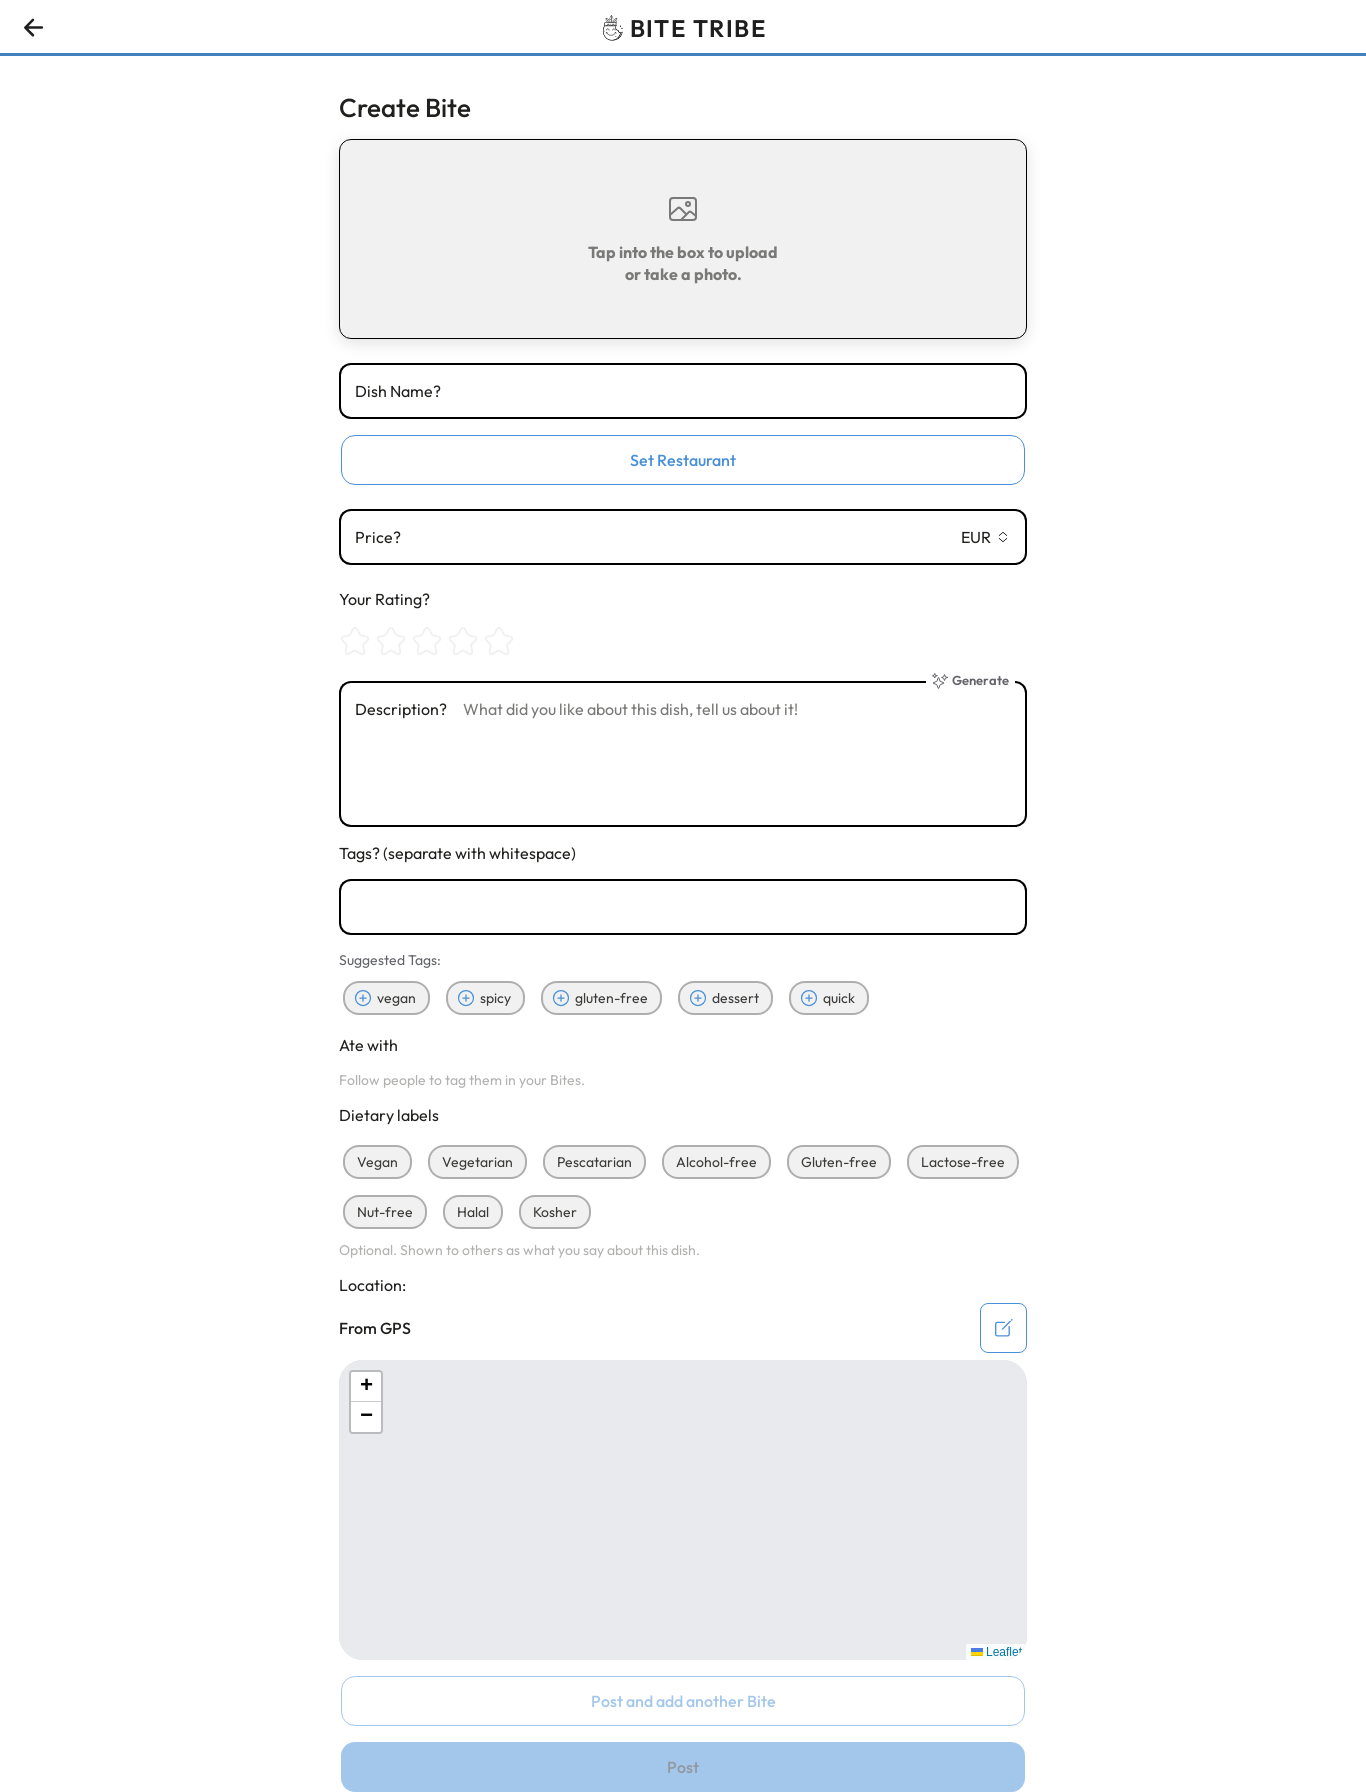 BITE TRIBE
Create Bite
Tap into the box to upload
or take a photo.
Dish Name?
Set Restaurant
Price? EUR
Your Rating?
Generate
Description? What did you like about this dish, tell us about it!
Tags? (separate with whitespace)
Suggested Tags:
vegan spicy gluten-free dessert quick
Ate with
Follow people to tag them in your Bites.
Dietary labels
Vegan Vegetarian Pescatarian Alcohol-free Gluten-free Lactose-free
Nut-free Halal Kosher
Optional. Shown to others as what you say about this dish.
Location:
From GPS
+
−
Leaflet
Post and add another Bite
Post